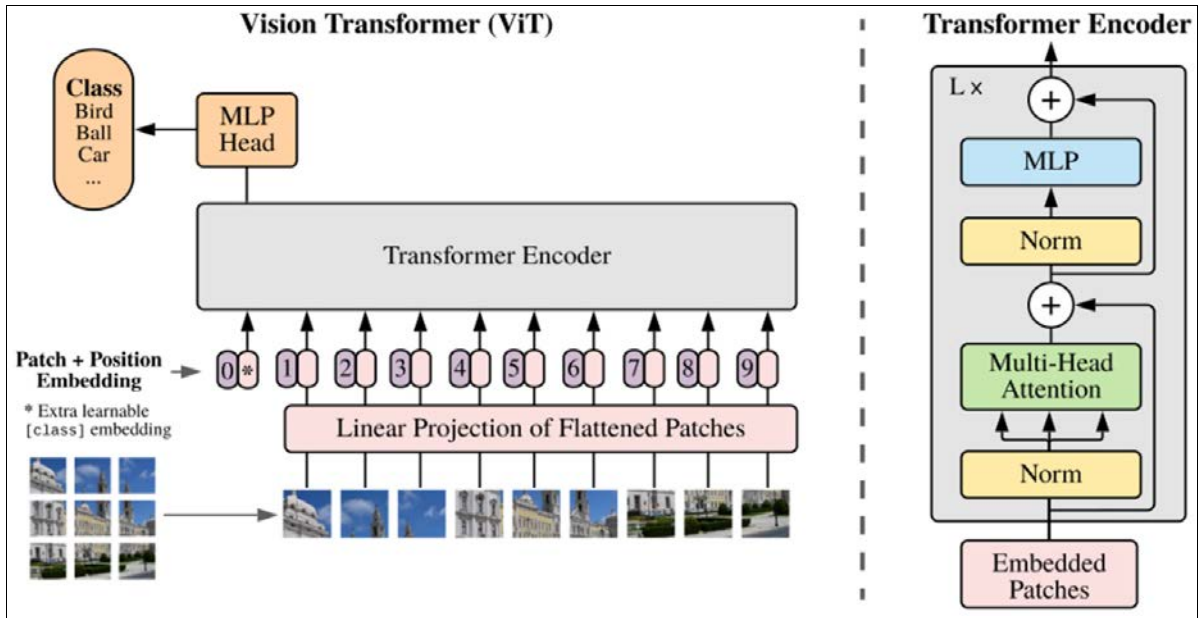 Vision Transformer (ViT)
Class
Bird
Ball
Car
...
MLP
Head
Transformer Encoder
Patch + Position
Embedding
0 * 1 2 3 4 5 6 7 8 9
* Extra learnable
[class] embedding
Linear Projection of Flattened Patches
Transformer Encoder
L ×
+
MLP
Norm
+
Multi-Head
Attention
Norm
Embedded
Patches